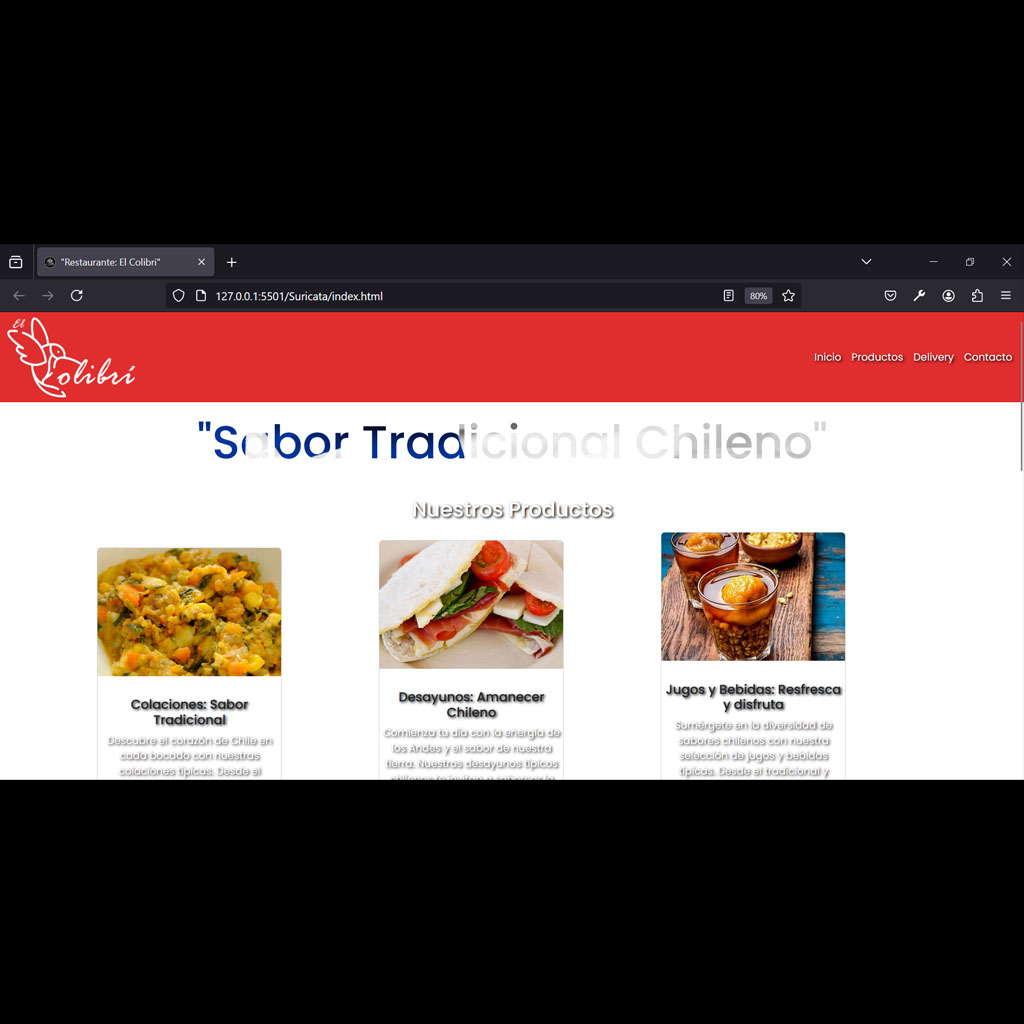 "Restaurante: El Colibri"
127.0.0.1:5501/Suricata/index.html
80%
El Colibrí
Inicio Productos Delivery Contacto
"Sabor Tradicional Chileno"
Nuestros Productos
Colaciones: Sabor
Tradicional
Descubre el corazón de Chile en
cada bocado con nuestras
colaciones típicas. Desde el
Desayunos: Amanecer
Chileno
Comienza tu día con la energía de
los Andes y el sabor de nuestra
tierra. Nuestros desayunos típicos
Jugos y Bebidas: Resfresca
y disfruta
Sumérgete en la diversidad de
sabores chilenos con nuestra
selección de jugos y bebidas
típicas. Desde el tradicional y